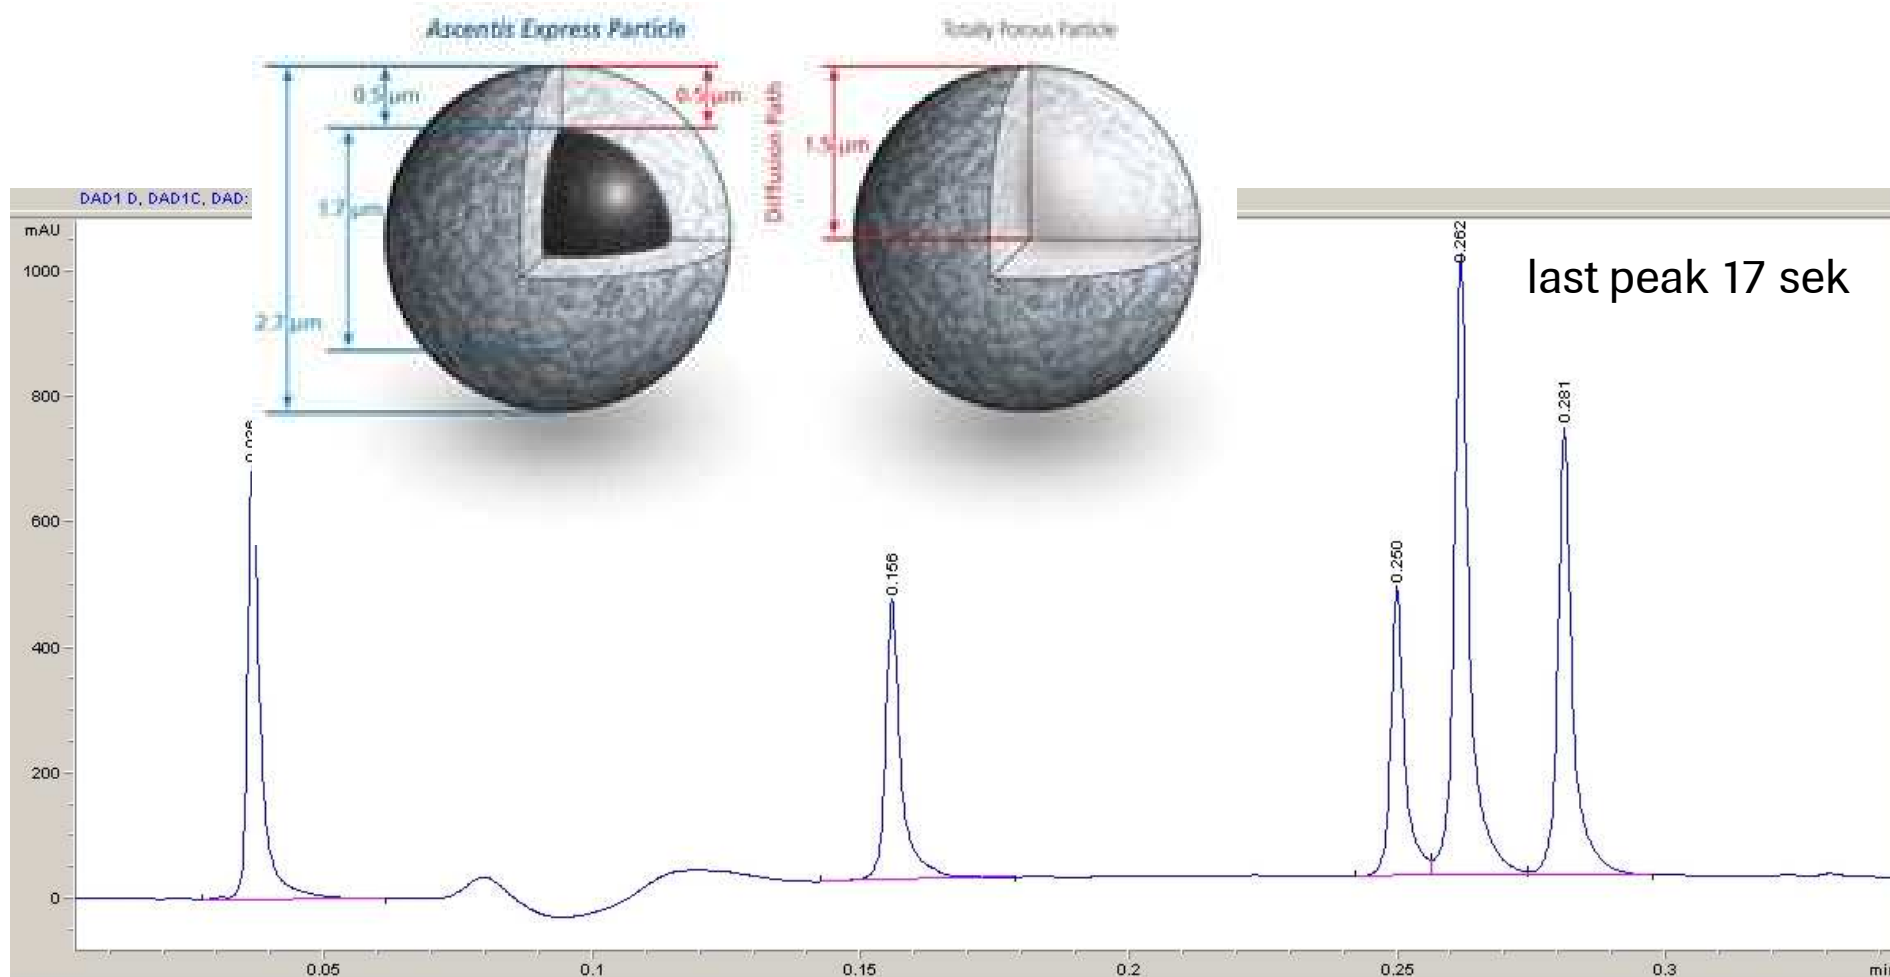 Ascentis Express Particle
Totally Porous Particle
0.5 µm
0.5 µm
Diffusion Path
1.5 µm
1.7 µm
2.7 µm
DAD1 D, DAD1C, DAD:
mAU
1000
800
600
400
200
0
0.036
0.156
0.250
0.262
0.281
last peak 17 sek
0.05
0.1
0.15
0.2
0.25
0.3
mi